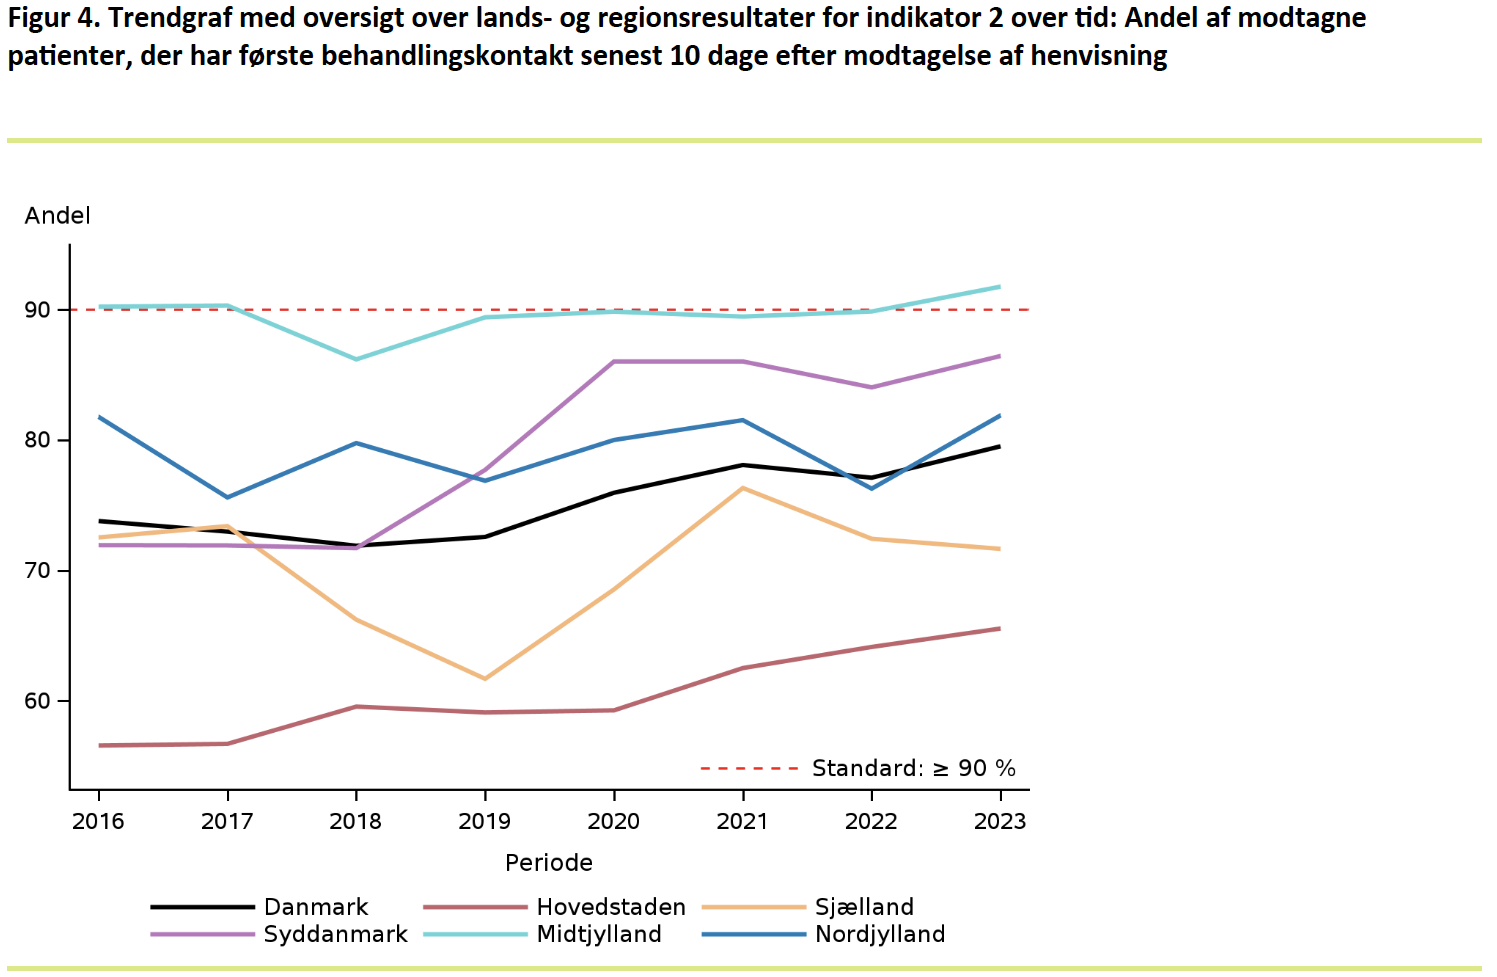 Figur 4. Trendgraf med oversigt over lands- og regionsresultater for indikator 2 over tid: Andel af modtagne
patienter, der har første behandlingskontakt senest 10 dage efter modtagelse af henvisning
Andel
90
80
70
60
Standard: ≥ 90 %
2016 2017 2018 2019 2020 2021 2022 2023
Periode
Danmark Hovedstaden Sjælland
Syddanmark Midtjylland Nordjylland